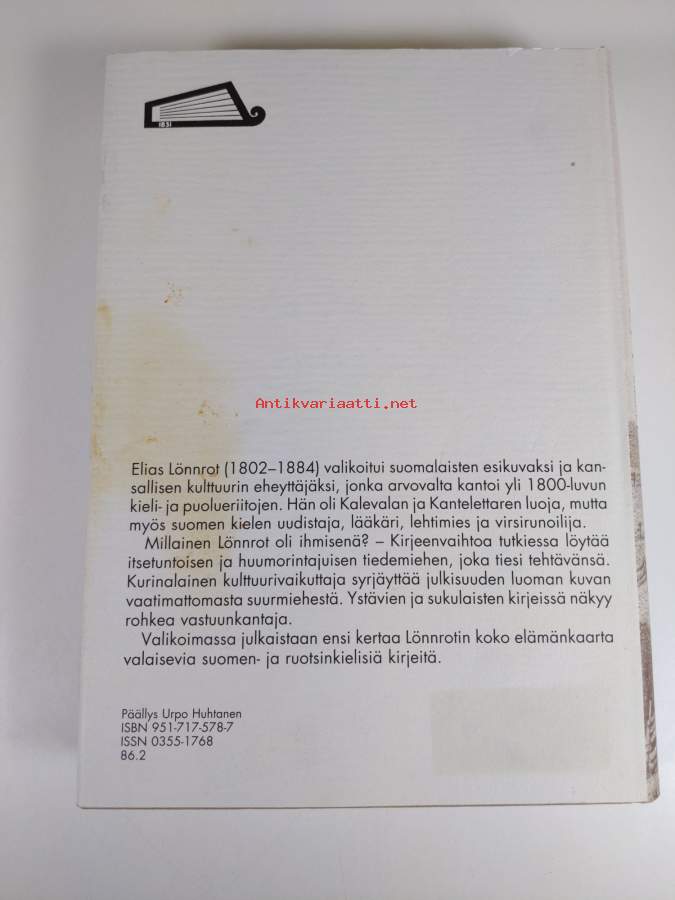 1831
Antikvariaatti.net
Elias Lönnrot (1802–1884) valikoitui suomalaisten esikuvaksi ja kan-
sallisen kulttuurin eheyttäjäksi, jonka arvovalta kantoi yli 1800-luvun
kieli- ja puolueriitojen. Hän oli Kalevalan ja Kantelettaren luoja, mutta
myös suomen kielen uudistaja, lääkäri, lehtimies ja virsirunoilija.
Millainen Lönnrot oli ihmisenä? – Kirjeenvaihtoa tutkiessa löytää
itsetuntoisen ja huumorintajuisen tiedemiehen, joka tiesi tehtävänsä.
Kurinalainen kulttuurivaikuttaja syrjäyttää julkisuuden luoman kuvan
vaatimattomasta suurmiehestä. Ystävien ja sukulaisten kirjeissä näkyy
rohkea vastuunkantaja.
Valikoimassa julkaistaan ensi kertaa Lönnrotin koko elämänkaarta
valaisevia suomen- ja ruotsinkielisiä kirjeitä.
Päällys Urpo Huhtanen
ISBN 951-717-578-7
ISSN 0355-1768
86.2